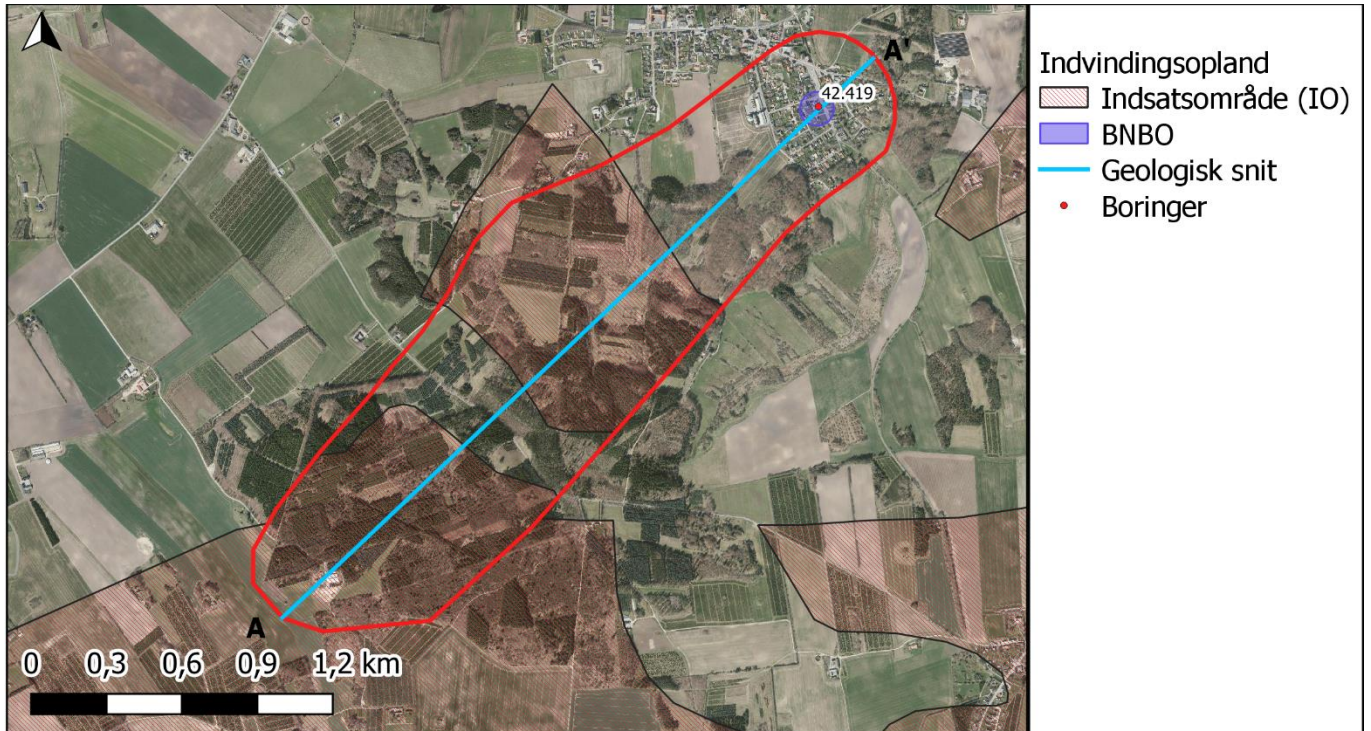 A'
42.419
A
0 0,3 0,6 0,9 1,2 km
Indvindingsopland
Indsatsområde (IO)
BNBO
Geologisk snit
Boringer